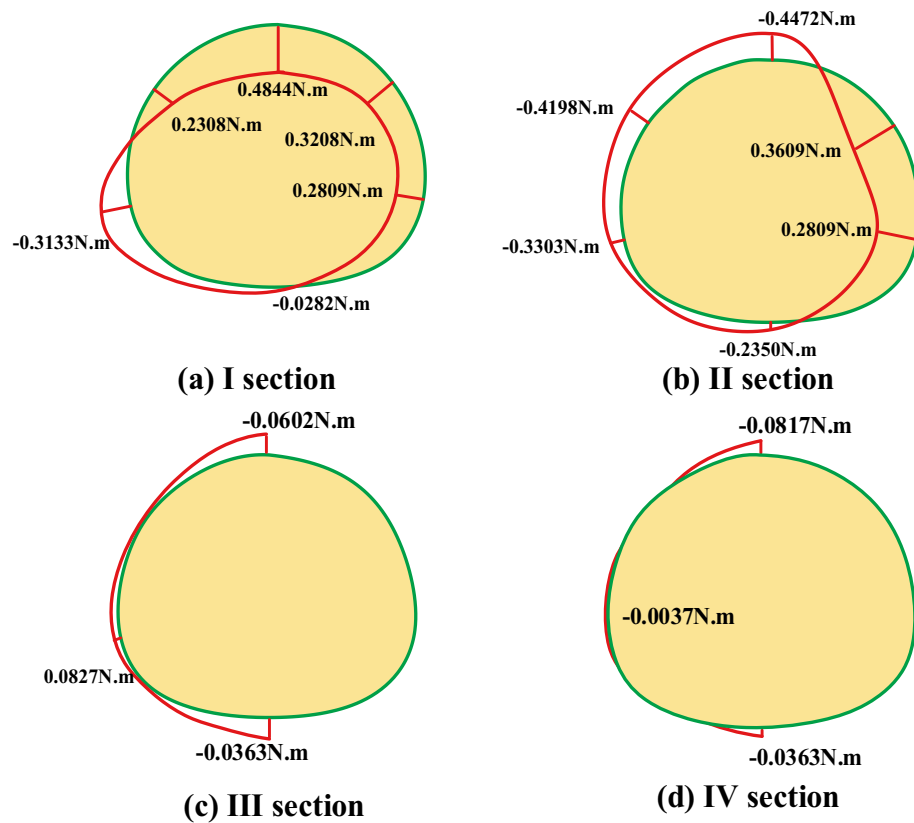 0.4844N.m
0.2308N.m
0.3208N.m
0.2809N.m
-0.3133N.m
-0.0282N.m
(a) I section
-0.4472N.m
-0.4198N.m
0.3609N.m
0.2809N.m
-0.3303N.m
-0.2350N.m
(b) II section
-0.0602N.m
0.0827N.m
-0.0363N.m
(c) III section
-0.0817N.m
-0.0037N.m
-0.0363N.m
(d) IV section